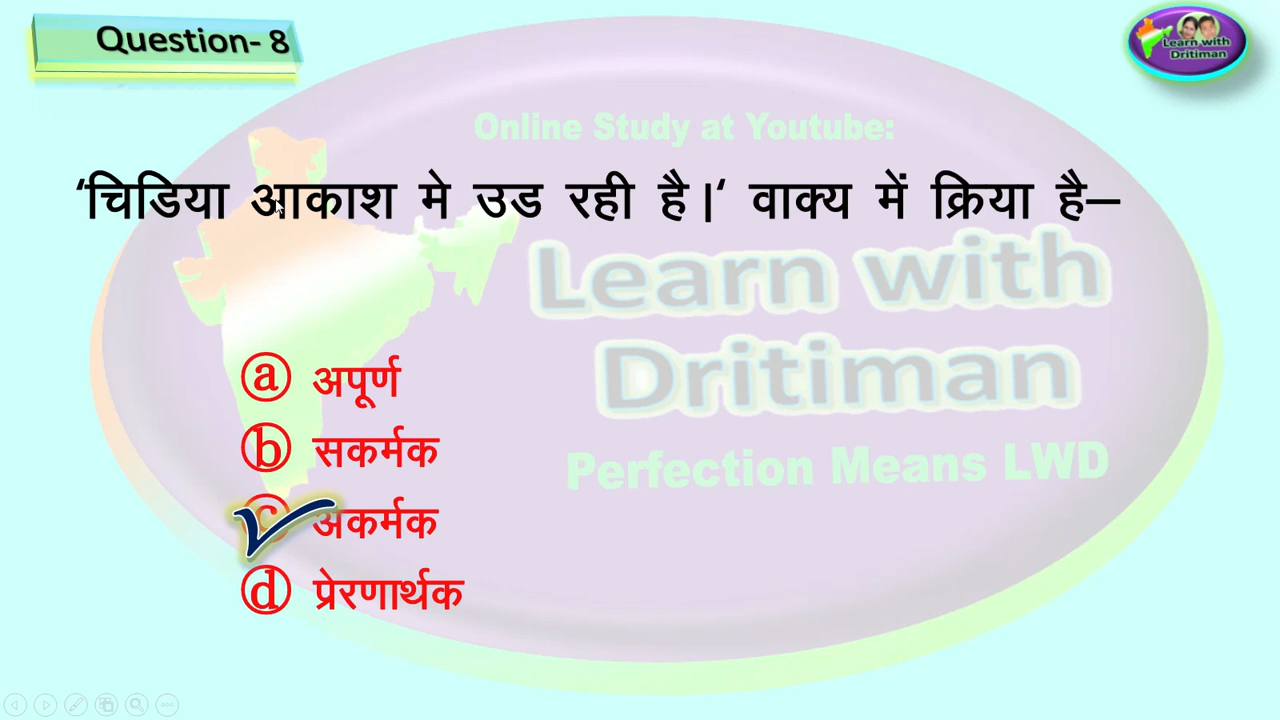 Question- 8
Learn with
Dritiman
Online Study at Youtube:
‘चिडिया आकाश मे उड रही है।‘ वाक्य में क्रिया है–
Learn with
Dritiman
Perfection Means LWD
ⓐ अपूर्ण
ⓑ सकर्मक
ⓒ अकर्मक
ⓓ प्रेरणार्थक